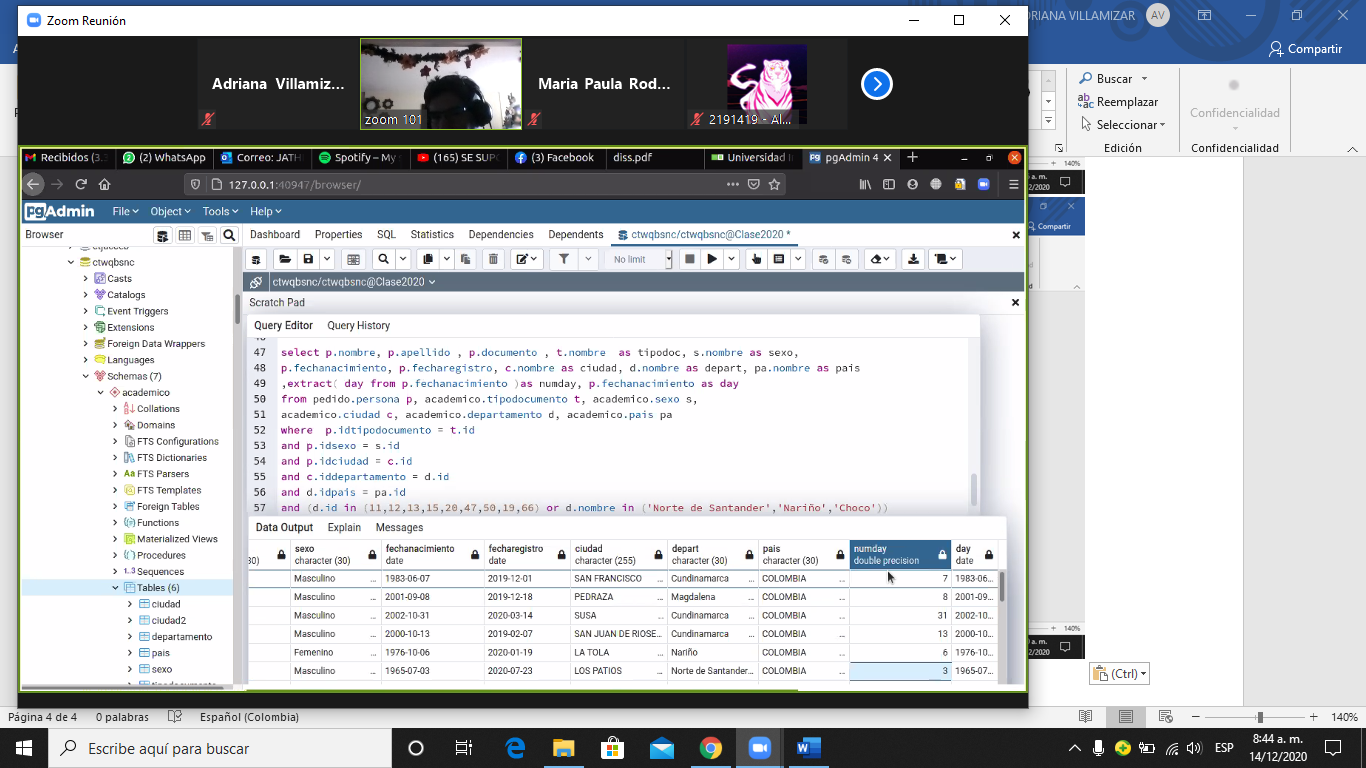 Zoom Reunión
DRIANA VILLAMIZAR AV
Compartir
Adriana Villamiz...
zoom 101
Maria Paula Rod...
2191419 - Al...
Buscar
Reemplazar
Seleccionar
Edición
Confidencialidad
Confidencialidad
Recibidos (3.
(2) WhatsApp
Correo: JATH
Spotify – My
(165) SE SUP
(3) Facebook
diss.pdf
Universidad I
pgAdmin 4
127.0.0.1:40947/browser/
pgAdmin File Object Tools Help
Browser
Dashboard Properties SQL Statistics Dependencies Dependents ctwqbsnc/ctwqbsnc@Clase2020 *
No limit
ctwqbsnc/ctwqbsnc@Clase2020
Scratch Pad
Query Editor Query History
ctwqbsnc
Casts
Catalogs
Event Triggers
Extensions
Foreign Data Wrappers
Languages
Schemas (7)
academico
Collations
Domains
FTS Configurations
FTS Dictionaries
FTS Parsers
FTS Templates
Foreign Tables
Functions
Materialized Views
Procedures
Sequences
Tables (6)
ciudad
ciudad2
departamento
pais
sexo
47 select p.nombre, p.apellido , p.documento , t.nombre as tipodoc, s.nombre as sexo,
48 p.fechanacimiento, p.fecharegistro, c.nombre as ciudad, d.nombre as depart, pa.nombre as pais
49 ,extract( day from p.fechanacimiento )as numday, p.fechanacimiento as day
50 from pedido.persona p, academico.tipodocumento t, academico.sexo s,
51 academico.ciudad c, academico.departamento d, academico.pais pa
52 where p.idtipodocumento = t.id
53 and p.idsexo = s.id
54 and p.idciudad = c.id
55 and c.iddepartamento = d.id
56 and d.idpais = pa.id
57 and (d.id in (11,12,13,15,20,47,50,19,66) or d.nombre in ('Norte de Santander','Nariño','Choco'))
Data Output Explain Messages
sexo fechanacimiento fecharegistro ciudad depart pais numday day
30) character (30) date date character (255) character (30) character (30) double precision date
Masculino ... 1983-06-07 2019-12-01 SAN FRANCISCO ... Cundinamarca ... COLOMBIA ... 7 1983-06...
Masculino ... 2001-09-08 2019-12-18 PEDRAZA ... Magdalena ... COLOMBIA ... 8 2001-09...
Masculino ... 2002-10-31 2020-03-14 SUSA ... Cundinamarca ... COLOMBIA ... 31 2002-10...
Masculino ... 2000-10-13 2019-02-07 SAN JUAN DE RIOSE... Cundinamarca ... COLOMBIA ... 13 2000-10...
Femenino ... 1976-10-06 2020-01-19 LA TOLA ... Nariño ... COLOMBIA ... 6 1976-10...
Masculino ... 1965-07-03 2020-07-23 LOS PATIOS ... Norte de Santander... COLOMBIA ... 3 1965-07...
140%
a. m.
2/2020
Compartir
140%
a. m.
2/2020
(Ctrl)
Página 4 de 4 0 palabras Español (Colombia) 140%
Escribe aquí para buscar
ESP
8:44 a. m.
14/12/2020